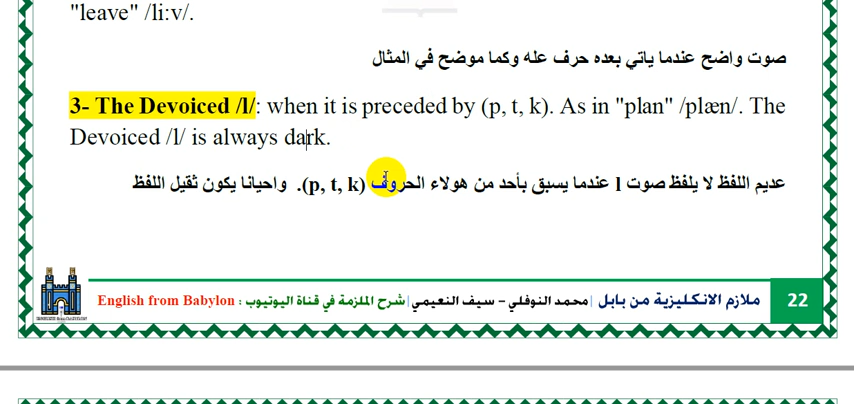 "leave" /li:v/.
صوت واضح عندما ياتي بعده حرف عله وكما موضح في المثال
3- The Devoiced /l/: when it is preceded by (p, t, k). As in "plan" /plæn/. The
Devoiced /l/ is always dark.
عديم اللفظ لا يلفظ صوت l عندما يسبق بأحد من هولاء الحروف (p, t, k). واحيانا يكون ثقيل اللفظ
22 ملازم الانكليزية من بابل | محمد النوفلي - سيف النعيمي | شرح الملزمة في قناة اليوتيوب : English from Babylon